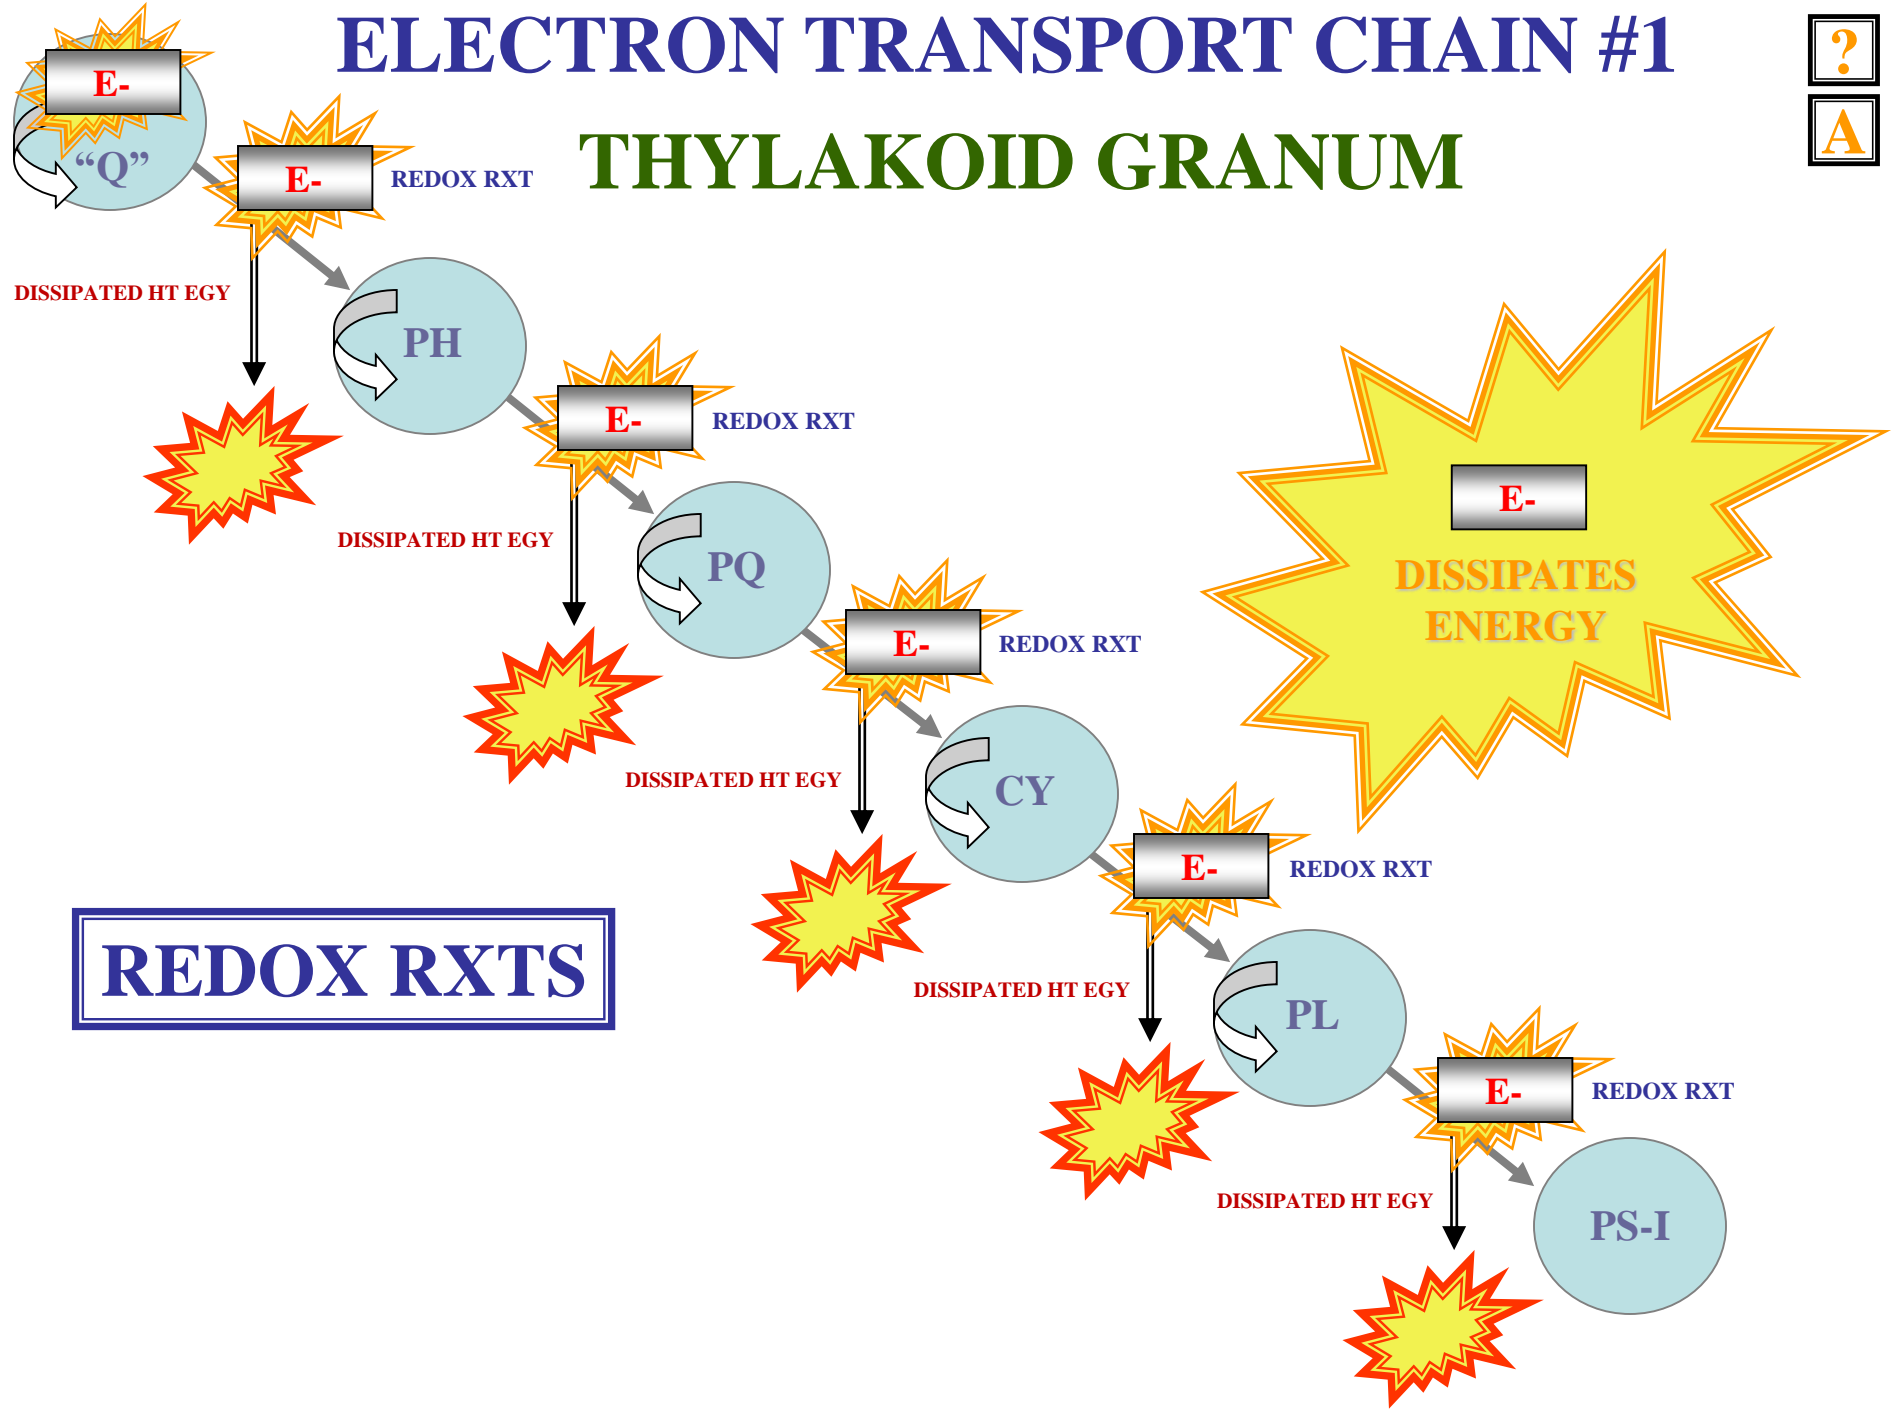 ELECTRON TRANSPORT CHAIN #1
?
E-
THYLAKOID GRANUM
A
“Q”
E-
REDOX RXT
DISSIPATED HT EGY
PH
E-
REDOX RXT
E-
DISSIPATED HT EGY
PQ
DISSIPATES
ENERGY
E-
REDOX RXT
DISSIPATED HT EGY
CY
E-
REDOX RXT
REDOX RXTS
DISSIPATED HT EGY
PL
E-
REDOX RXT
DISSIPATED HT EGY
PS-I